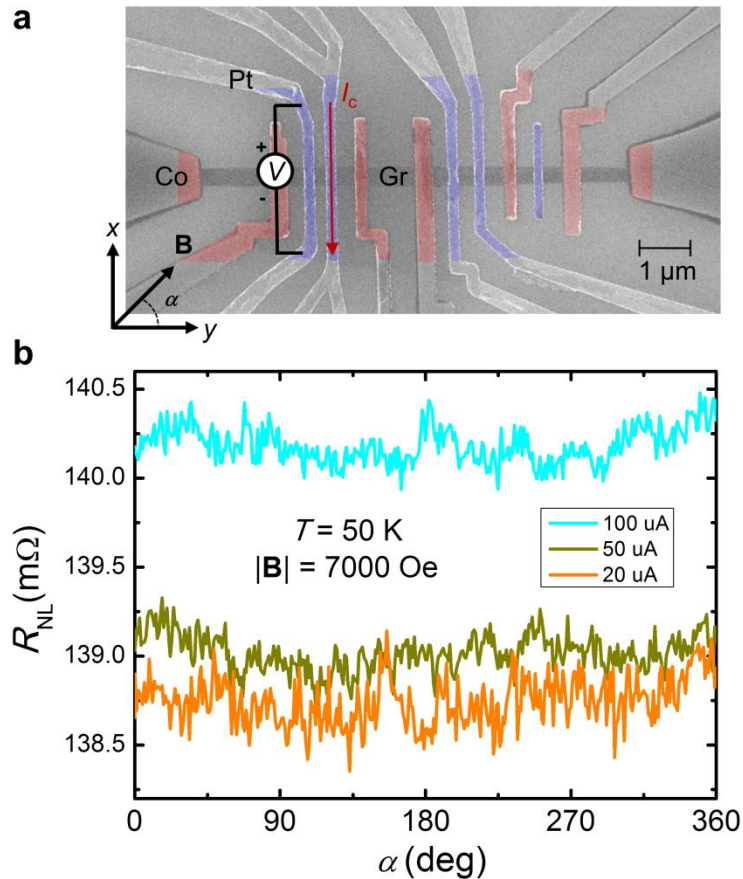 a
Pt
I_c
+
V
-
Co
Gr
x
B
α
y
1 μm
b
140.5
140.0
139.5
139.0
138.5
R_NL (mΩ)
T = 50 K
|B| = 7000 Oe
100 uA
50 uA
20 uA
0
90
180
270
360
α (deg)